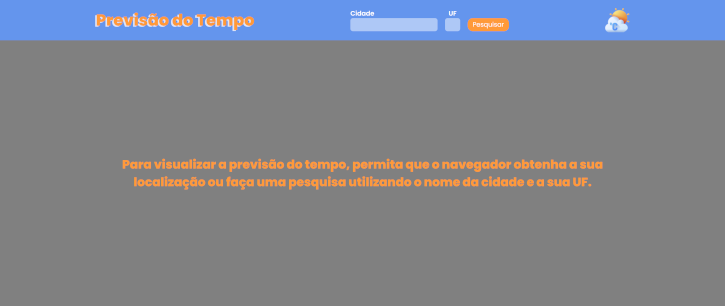 Previsão do Tempo
Cidade
UF
Pesquisar
Para visualizar a previsão do tempo, permita que o navegador obtenha a sua
localização ou faça uma pesquisa utilizando o nome da cidade e a sua UF.